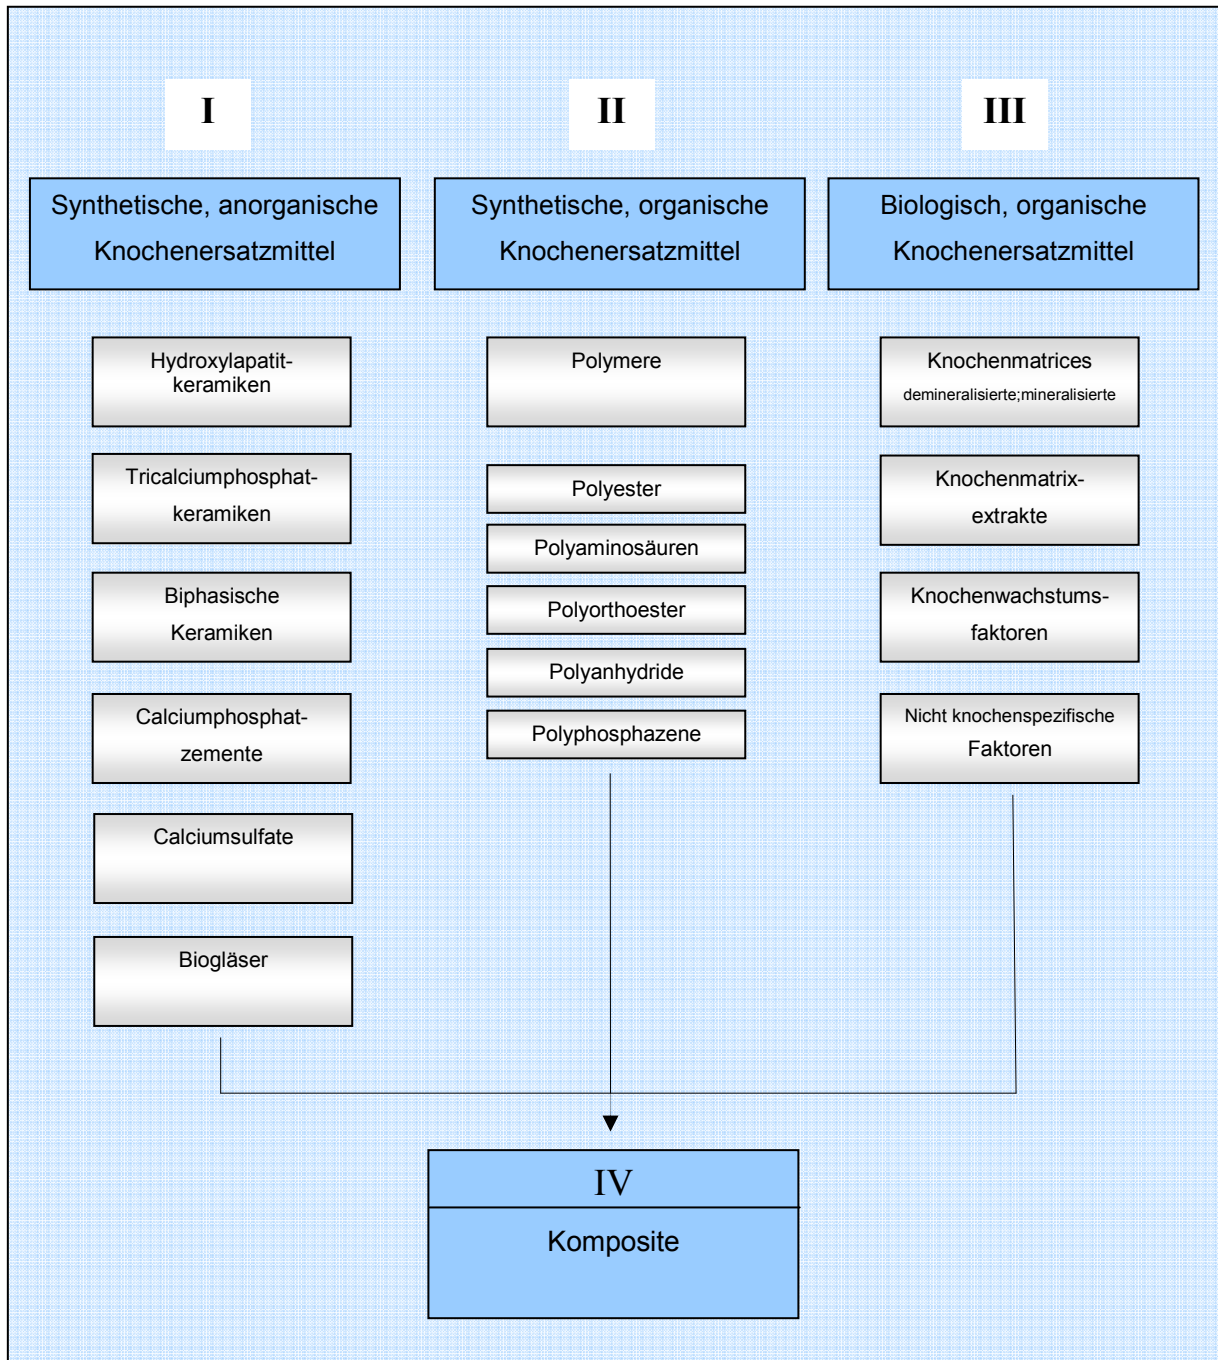 I
Synthetische, anorganische
Knochenersatzmittel
Hydroxylapatit-
keramiken
Tricalciumphosphat-
keramiken
Biphasische
Keramiken
Calciumphosphat-
zemente
Calciumsulfate
Biogläser
II
Synthetische, organische
Knochenersatzmittel
Polymere
Polyester
Polyaminosäuren
Polyorthoester
Polyanhydride
Polyphosphazene
III
Biologisch, organische
Knochenersatzmittel
Knochenmatrices
demineralisierte;mineralisierte
Knochenmatrix-
extrakte
Knochenwachstums-
faktoren
Nicht knochenspezifische
Faktoren
IV
Komposite